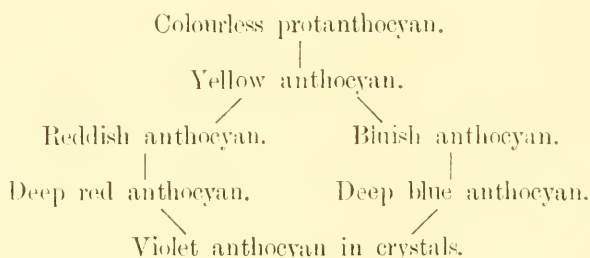 Colourless protanthocyan.
Yellow anthocyan.
Reddish anthocyan. Bluish anthocyan.
Deep red anthocyan. Deep blue anthocyan.
Violet anthocyan in crystals.